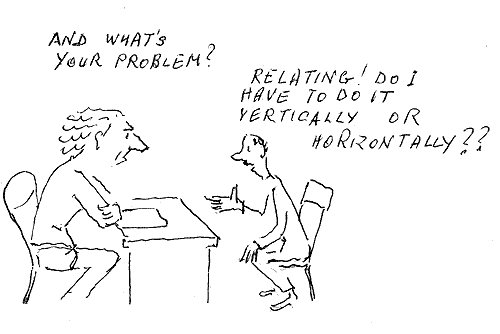 AND WHAT'S
YOUR PROBLEM?
RELATING! DO I
HAVE TO DO IT
VERTICALLY OR
HORIZONTALLY??